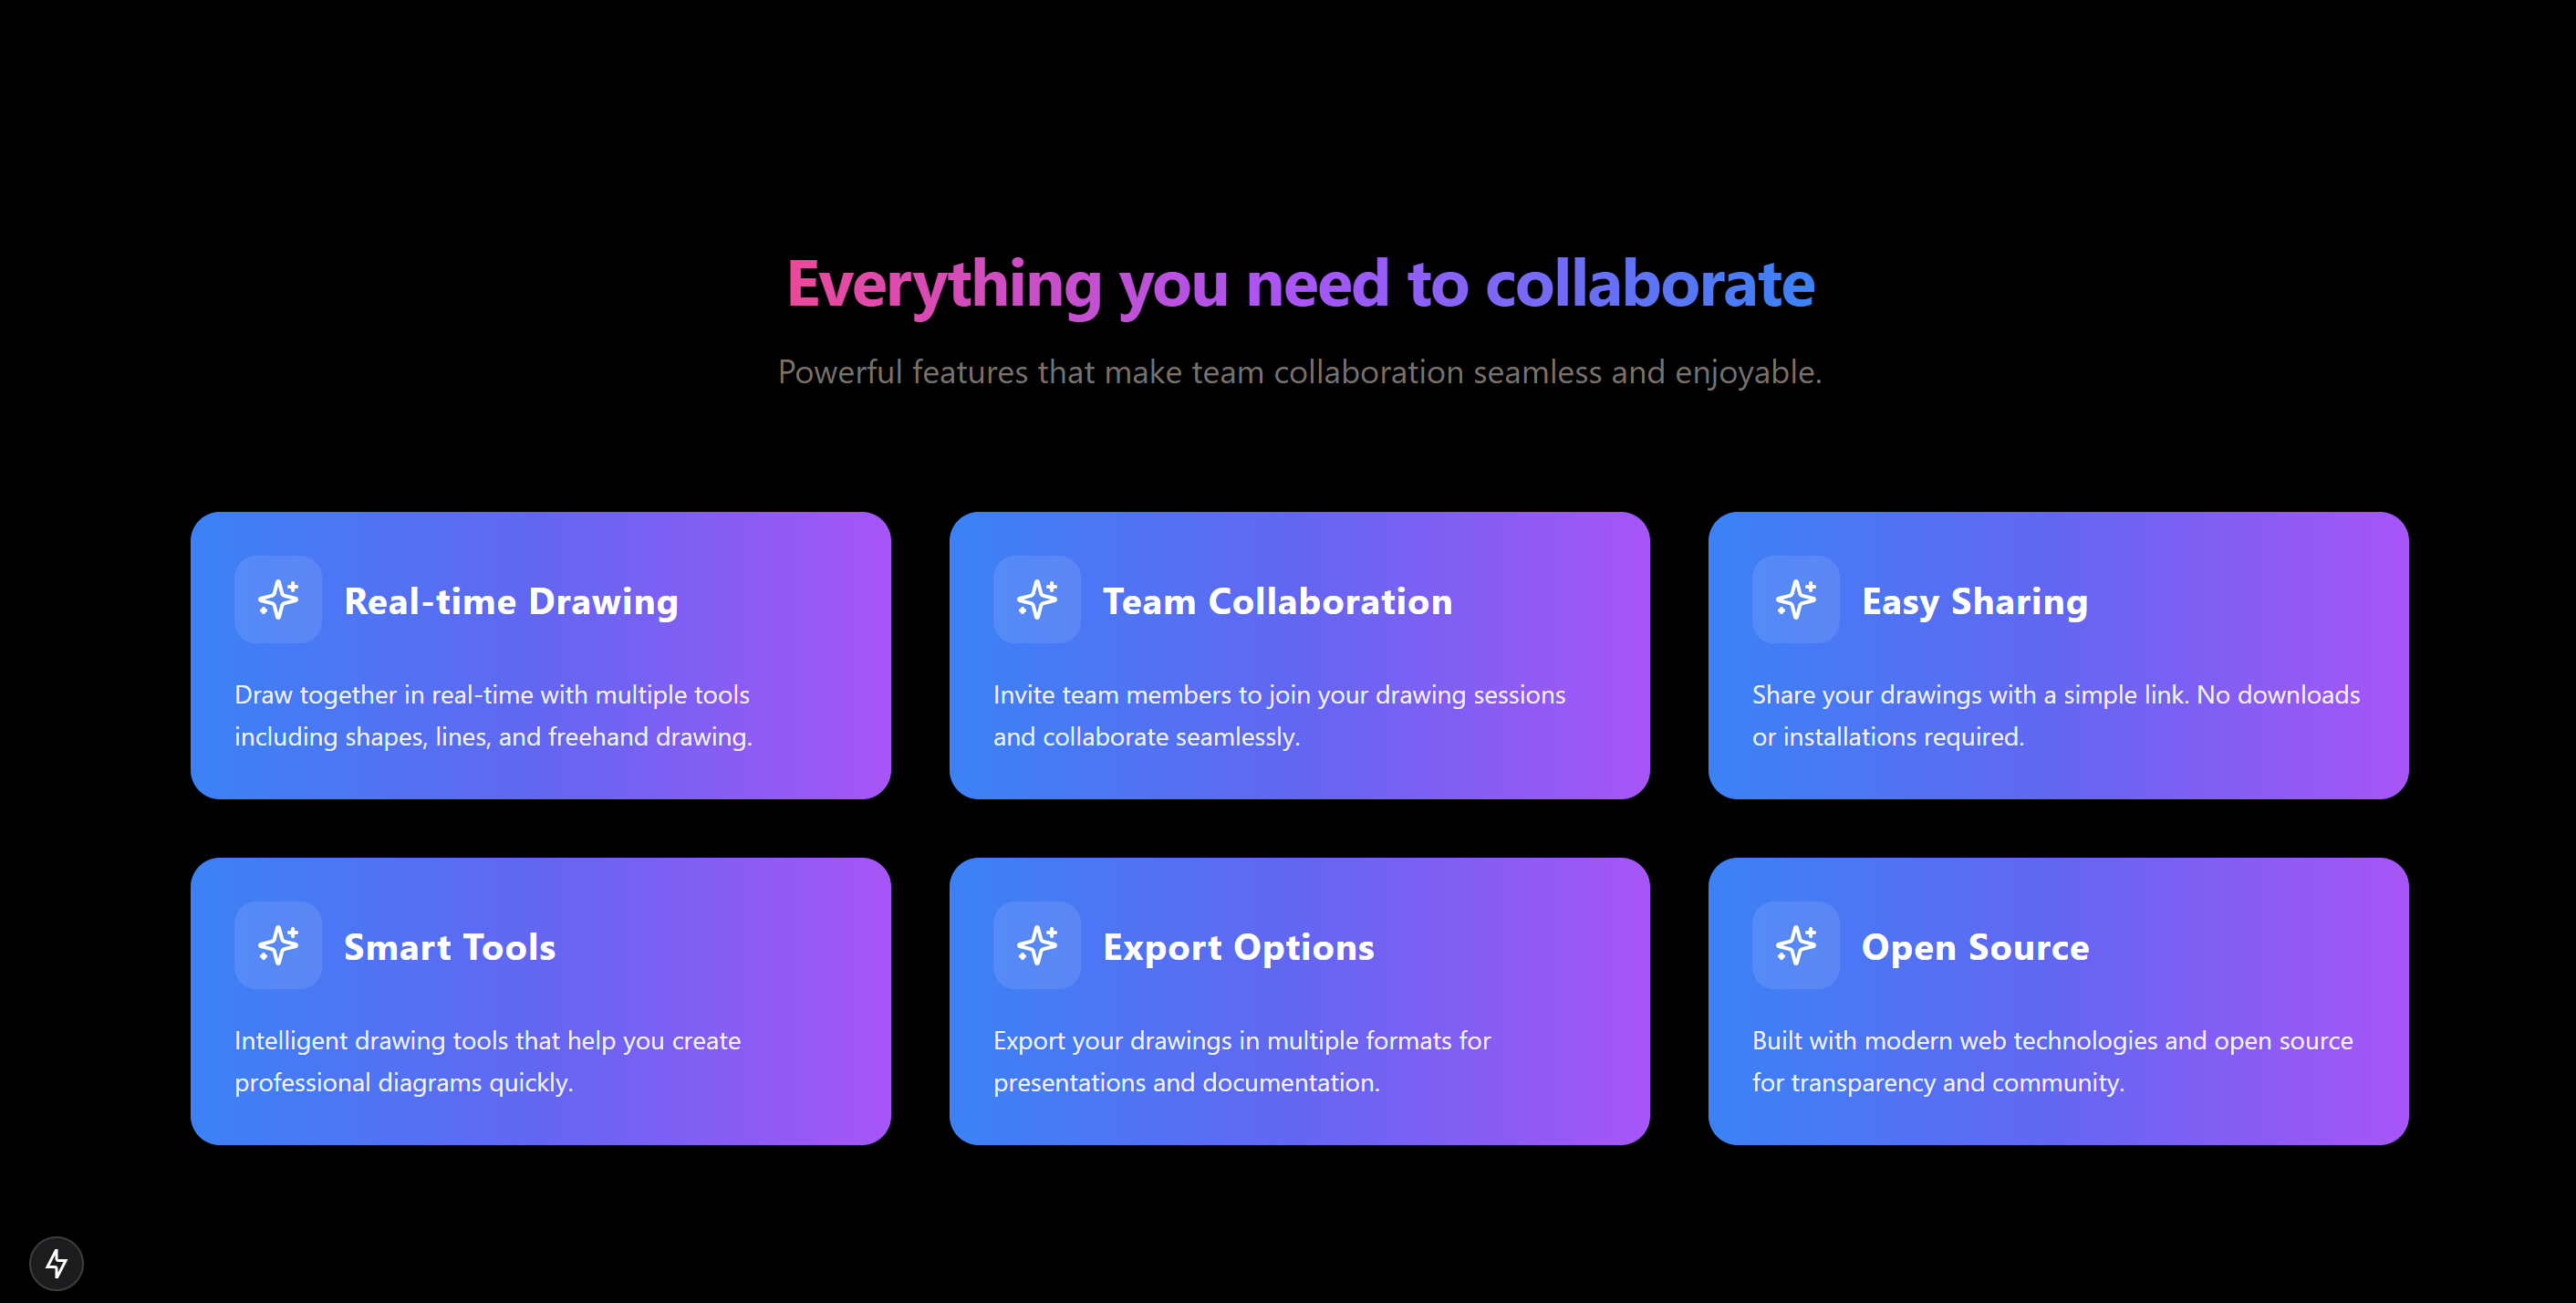 Everything you need to collaborate
Powerful features that make team collaboration seamless and enjoyable.
Real-time Drawing
Draw together in real-time with multiple tools
including shapes, lines, and freehand drawing.
Team Collaboration
Invite team members to join your drawing sessions
and collaborate seamlessly.
Easy Sharing
Share your drawings with a simple link. No downloads
or installations required.
Smart Tools
Intelligent drawing tools that help you create
professional diagrams quickly.
Export Options
Export your drawings in multiple formats for
presentations and documentation.
Open Source
Built with modern web technologies and open source
for transparency and community.